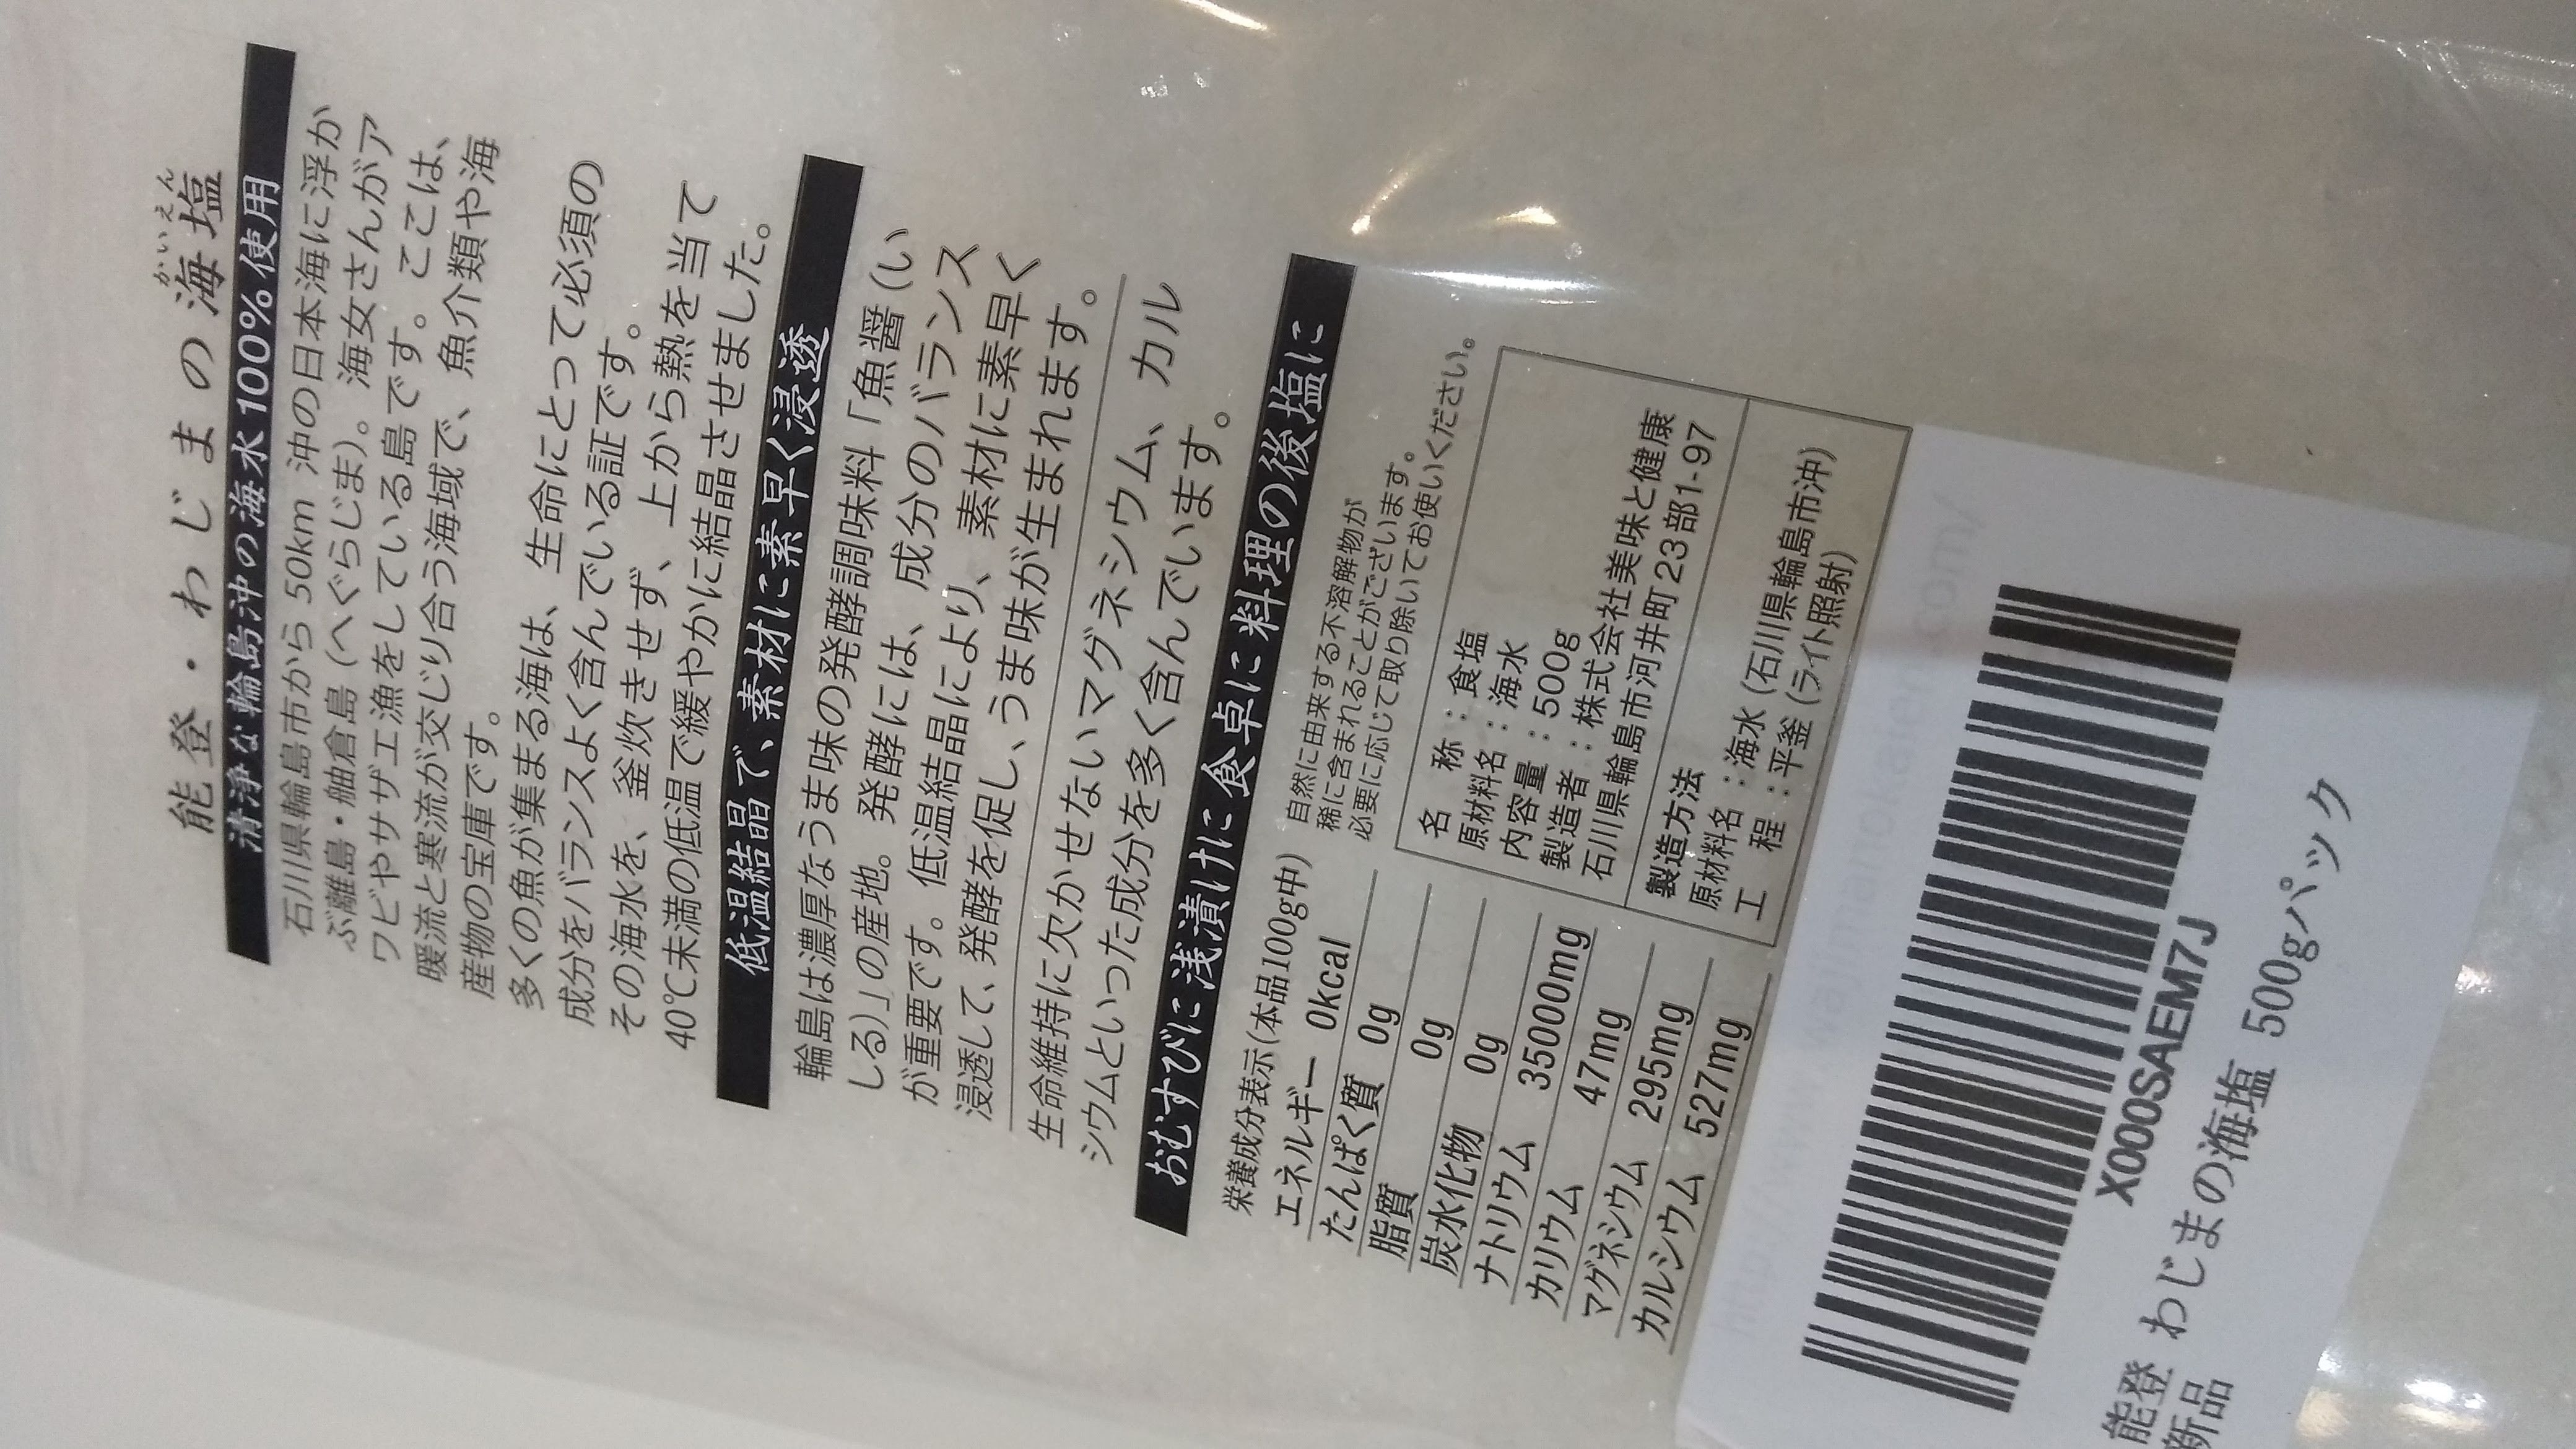 能登・わじまの海塩
かいえん
清浄な輪島沖の海水100%使用
石川県輪島市から 50km 沖の日本海に浮か
ぶ離島・舳倉島（へぐらじま）。海女さんがア
ワビやサザエ漁をしている島です。ここは、
暖流と寒流が交じり合う海域で、魚介類や海
産物の宝庫です。
多くの魚が集まる海は、生命にとって必須の
成分をバランスよく含んでいる証です。
その海水を、釜炊きせず、上から熱を当て
40℃未満の低温で緩やかに結晶させました。
低温結晶で、素材に素早く浸透
輪島は濃厚なうま味の発酵調味料「魚醤（い
しる）」の産地。発酵には、成分のバランス
が重要です。低温結晶により、素材に素早く
浸透して、発酵を促し、うま味が生まれます。
生命維持に欠かせないマグネシウム、カル
シウムといった成分を多く含んでいます。
おむすびに浅漬けに食卓に料理の後塩に
栄養成分表示(本品100g中)
エネルギー 0kcal
たんぱく質 0g
脂質 0g
炭水化物 0g
ナトリウム 35000mg
カリウム 47mg
マグネシウム 295mg
カルシウム 527mg
自然に由来する不溶解物が
稀に含まれることがございます。
必要に応じて取り除いてお使いください。
名 称：食塩
原材料名：海水
内容量：500g
製造者：株式会社美味と健康
石川県輪島市河井町23部1-97
製造方法
原材料名：海水（石川県輪島市沖）
工 程：平釜（ライト照射）
X000SAEM7J
能登 わじまの海塩 500gパック
新品